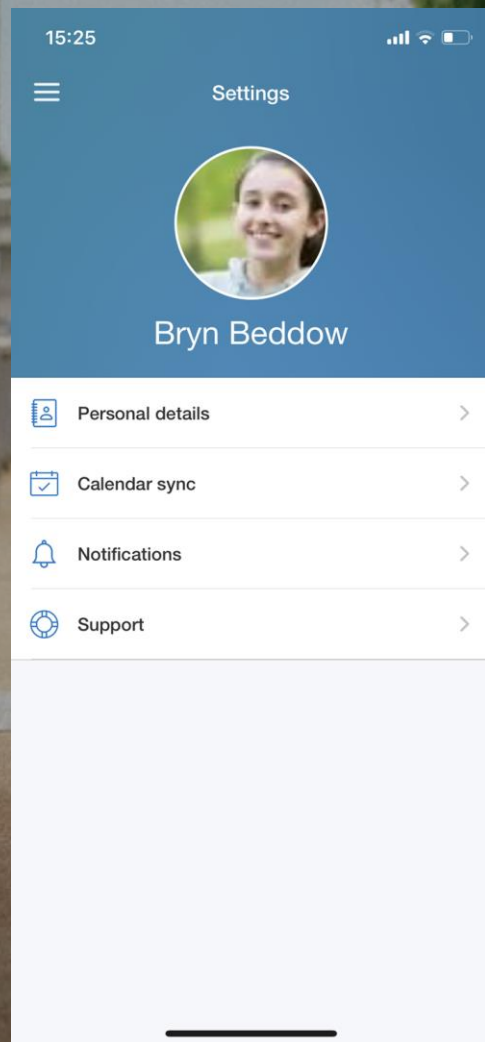 15:25
Settings
Bryn Beddow
Personal details
Calendar sync
Notifications
Support